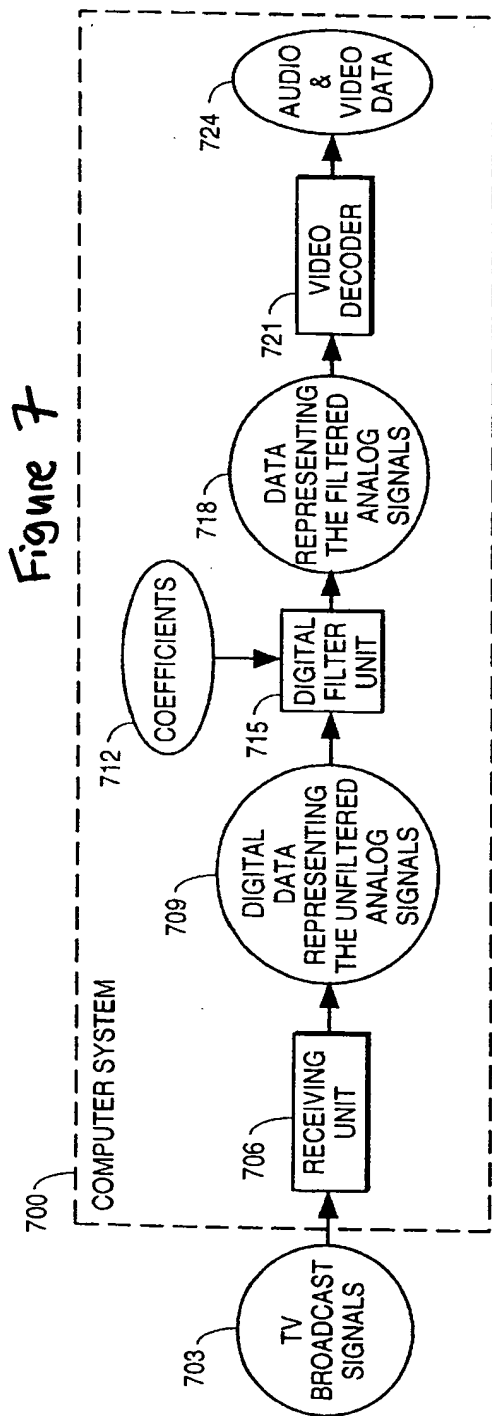 Figure 7
700
COMPUTER SYSTEM
703
TV
BROADCAST
SIGNALS
706
RECEIVING
UNIT
709
DIGITAL
DATA
REPRESENTING
THE UNFILTERED
ANALOG
SIGNALS
712
COEFFICIENTS
715
DIGITAL
FILTER
UNIT
718
DATA
REPRESENTING
THE FILTERED
ANALOG
SIGNALS
721
VIDEO
DECODER
724
AUDIO
&
VIDEO
DATA